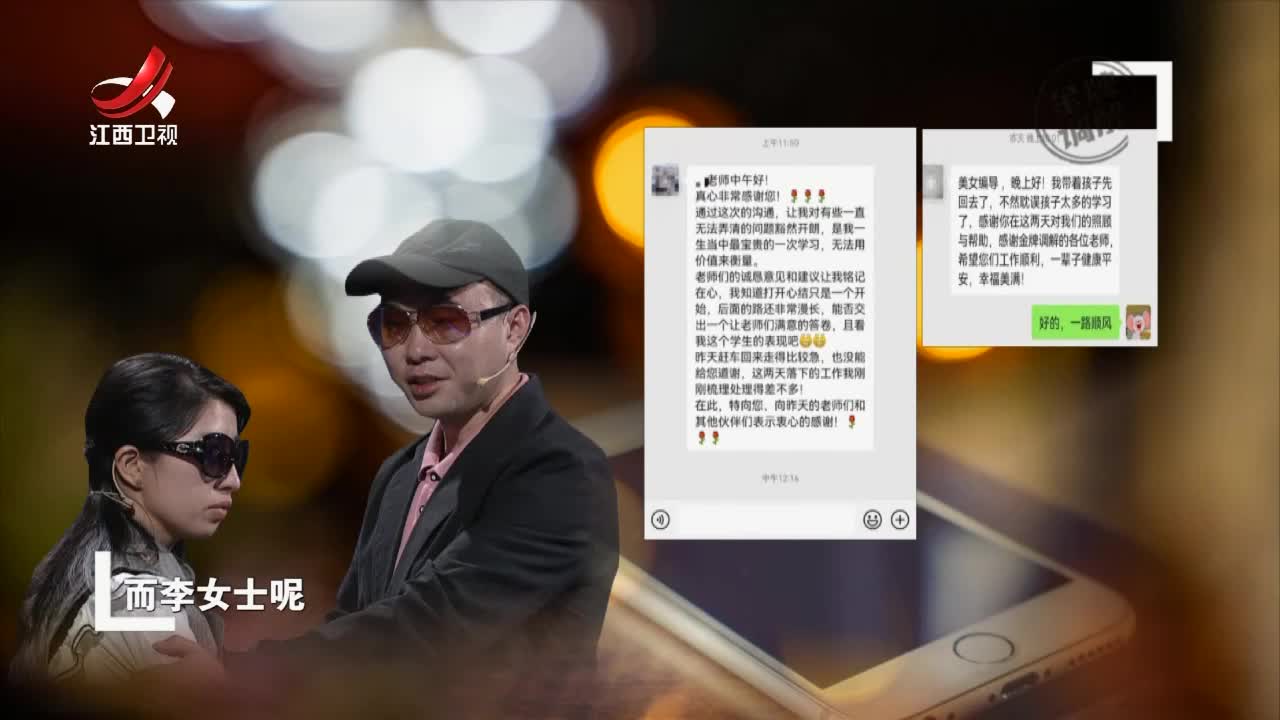 江西卫视
上午11:50
老师中午好!
真心非常感谢您!🌹🌹🌹
通过这次的沟通,让我对有些一直
无法弄清的问题豁然开朗,是我一
生当中最宝贵的一次学习,无法用
价值来衡量。
老师们的诚恳意见和建议让我铭记
在心,我知道打开心结只是一个开
始,后面的路还非常漫长,能否交
出一个让老师们满意的答卷,且看
我这个学生的表现吧
昨天赶车回来走得比较急,也没能
给您道谢,这两天落下的工作我刚
刚梳理处理得差不多!
在此,特向您、向昨天的老师们和
其他伙伴们表示衷心的感谢!🌹
🌹🌹
中午12:16
美女编导,晚上好!我带着孩子先
回去了,不然耽误孩子太多的学习
了,感谢你在这两天对我们的照顾
与帮助,感谢金牌调解的各位老师,
希望您们工作顺利,一辈子健康平
安,幸福美满!
好的,一路顺风
而李女士呢